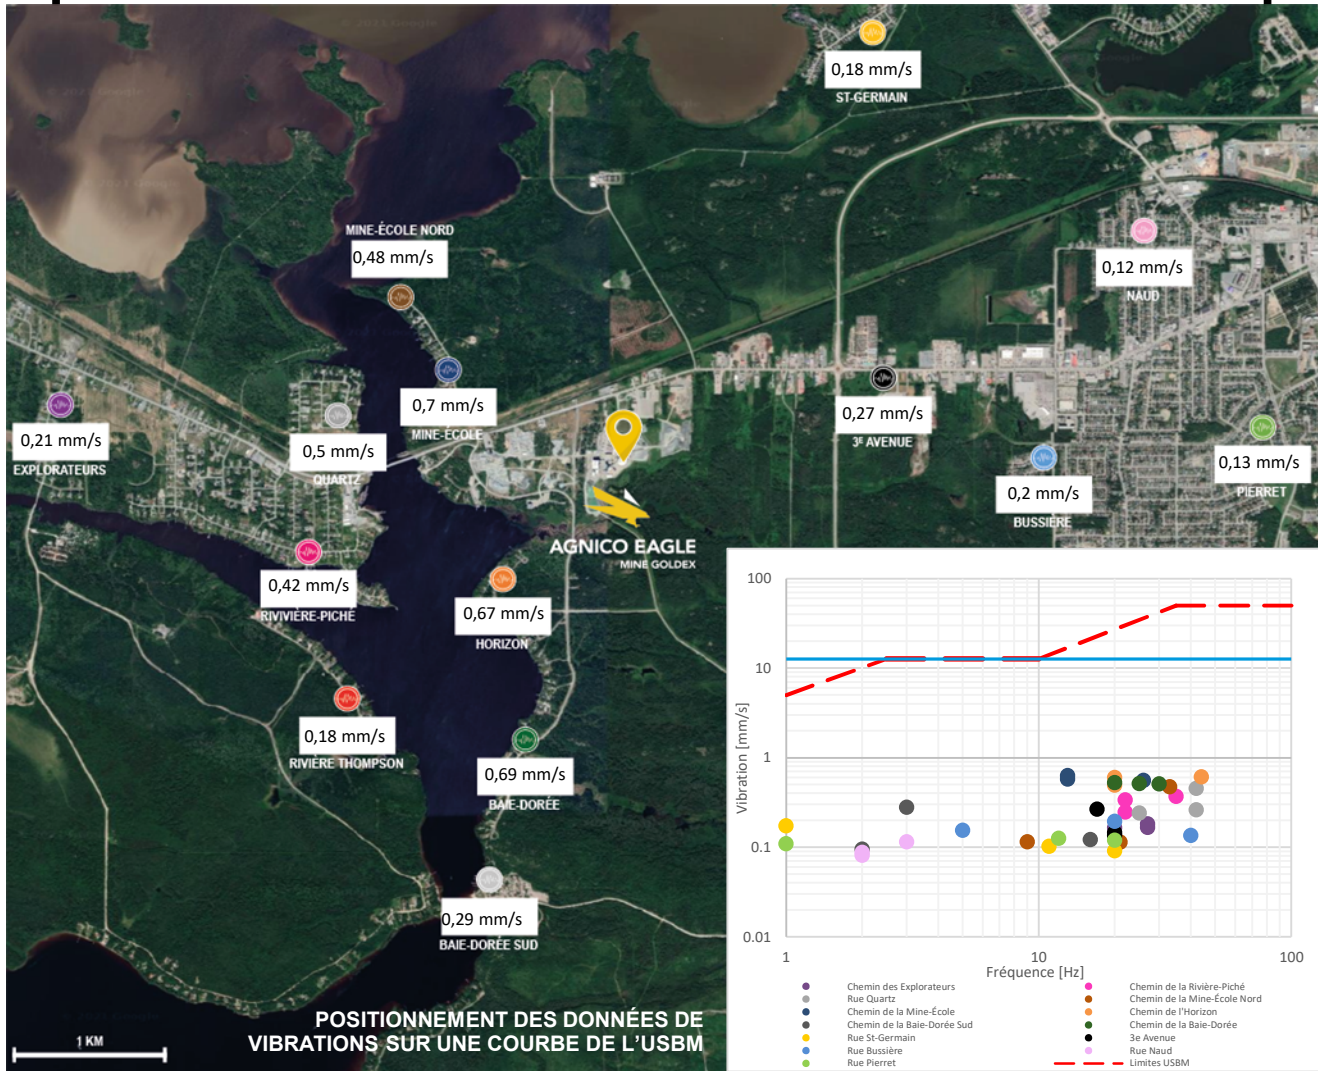 0,18 mm/s
ST-GERMAIN
MINE-ÉCOLE NORD
0,48 mm/s
0,12 mm/s
NAUD
0,7 mm/s
MINE-ÉCOLE
0,21 mm/s
EXPLORATEURS
0,5 mm/s
QUARTZ
0,27 mm/s
3E AVENUE
0,2 mm/s
BUSSIÈRE
0,13 mm/s
PIERRET
AGNICO EAGLE
MINE GOLDEX
0,42 mm/s
RIVIVIÈRE-PICHÉ
0,67 mm/s
HORIZON
0,18 mm/s
RIVIÈRE THOMPSON
0,69 mm/s
BAIE-DORÉE
0,29 mm/s
BAIE-DORÉE SUD
POSITIONNEMENT DES DONNÉES DE
VIBRATIONS SUR UNE COURBE DE L'USBM
1 KM
Vibration [mm/s]
100
10
1
0.1
0.01
1
10
100
Fréquence [Hz]
Chemin des Explorateurs
Chemin de la Rivière-Piché
Rue Quartz
Chemin de la Mine-École Nord
Chemin de la Mine-École
Chemin de l'Horizon
Chemin de la Baie-Dorée Sud
Chemin de la Baie-Dorée
Rue St-Germain
3e Avenue
Rue Bussière
Rue Naud
Rue Pierret
Limites USBM